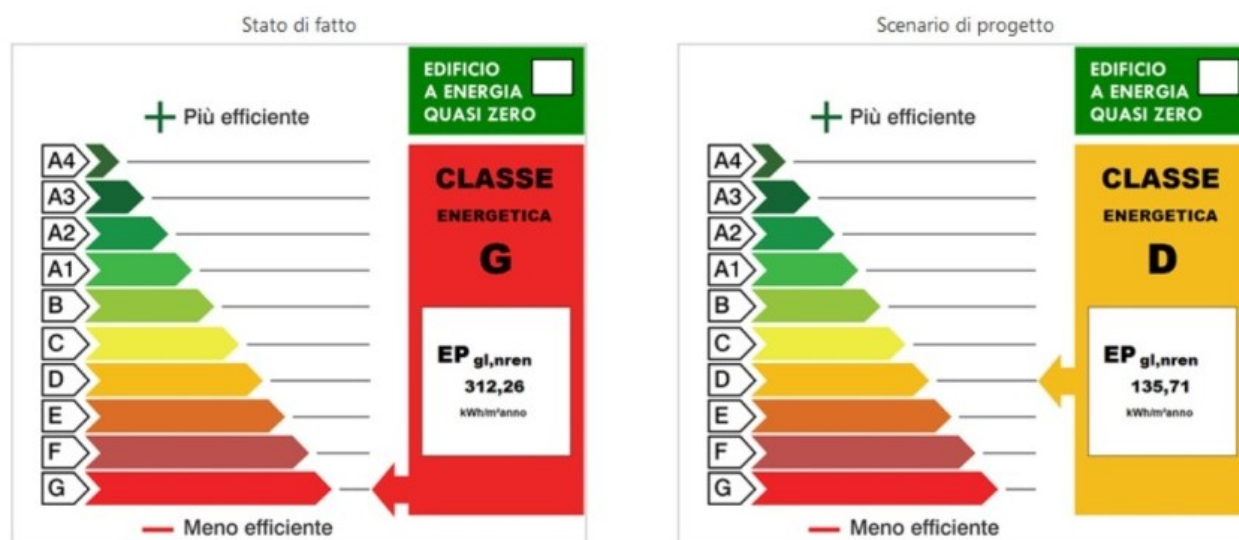 Stato di fatto
EDIFICIO
A ENERGIA
QUASI ZERO
Più efficiente
A4
A3
A2
A1
B
C
D
E
F
G
Meno efficiente
CLASSE
ENERGETICA
G
EP gl,nren
312,26
kWh/m²anno
Scenario di progetto
EDIFICIO
A ENERGIA
QUASI ZERO
Più efficiente
A4
A3
A2
A1
B
C
D
E
F
G
Meno efficiente
CLASSE
ENERGETICA
D
EP gl,nren
135,71
kWh/m²anno